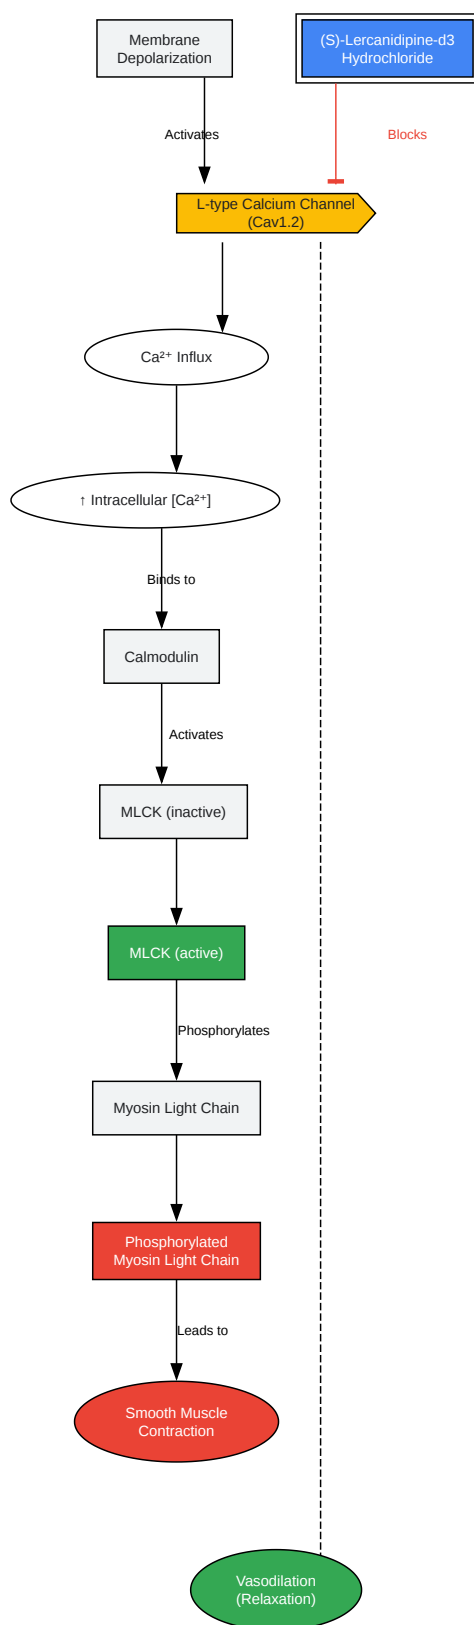 Membrane
Depolarization
(S)-Lercanidipine-d3
Hydrochloride
Activates
Blocks
L-type Calcium Channel
(Cav1.2)
Ca²⁺ Influx
↑ Intracellular [Ca²⁺]
Binds to
Calmodulin
Activates
MLCK (inactive)
MLCK (active)
Phosphorylates
Myosin Light Chain
Phosphorylated
Myosin Light Chain
Leads to
Smooth Muscle
Contraction
Vasodilation
(Relaxation)